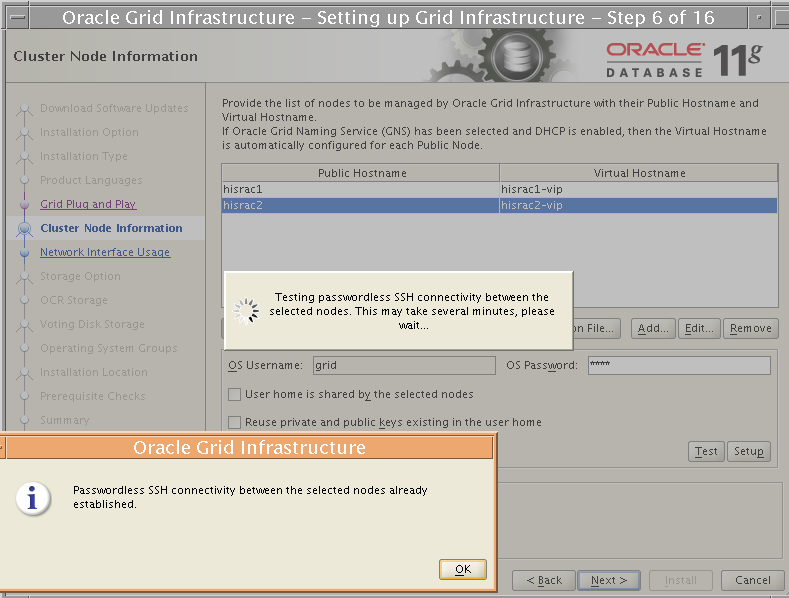 Oracle Grid Infrastructure – Setting up Grid Infrastructure – Step 6 of 16
Cluster Node Information
ORACLE
DATABASE
11g
Download Software Updates
Installation Option
Installation Type
Product Languages
Grid Plug and Play
Cluster Node Information
Network Interface Usage
Storage Option
OCR Storage
Voting Disk Storage
Operating System Groups
Installation Location
Prerequisite Checks
Summary
Provide the list of nodes to be managed by Oracle Grid Infrastructure with their Public Hostname and
Virtual Hostname.
If Oracle Grid Naming Service (GNS) has been selected and DHCP is enabled, then the Virtual Hostname
is automatically configured for each Public Node.
Public Hostname Virtual Hostname
hisrac1 hisrac1-vip
hisrac2 hisrac2-vip
Testing passwordless SSH connectivity between the
selected nodes. This may take several minutes, please
wait...
File... Add... Edit... Remove
OS Username: grid OS Password: ****
User home is shared by the selected nodes
Reuse private and public keys existing in the user home
Test Setup
Oracle Grid Infrastructure
Passwordless SSH connectivity between the selected nodes already
established.
OK
< Back Next > Install Cancel